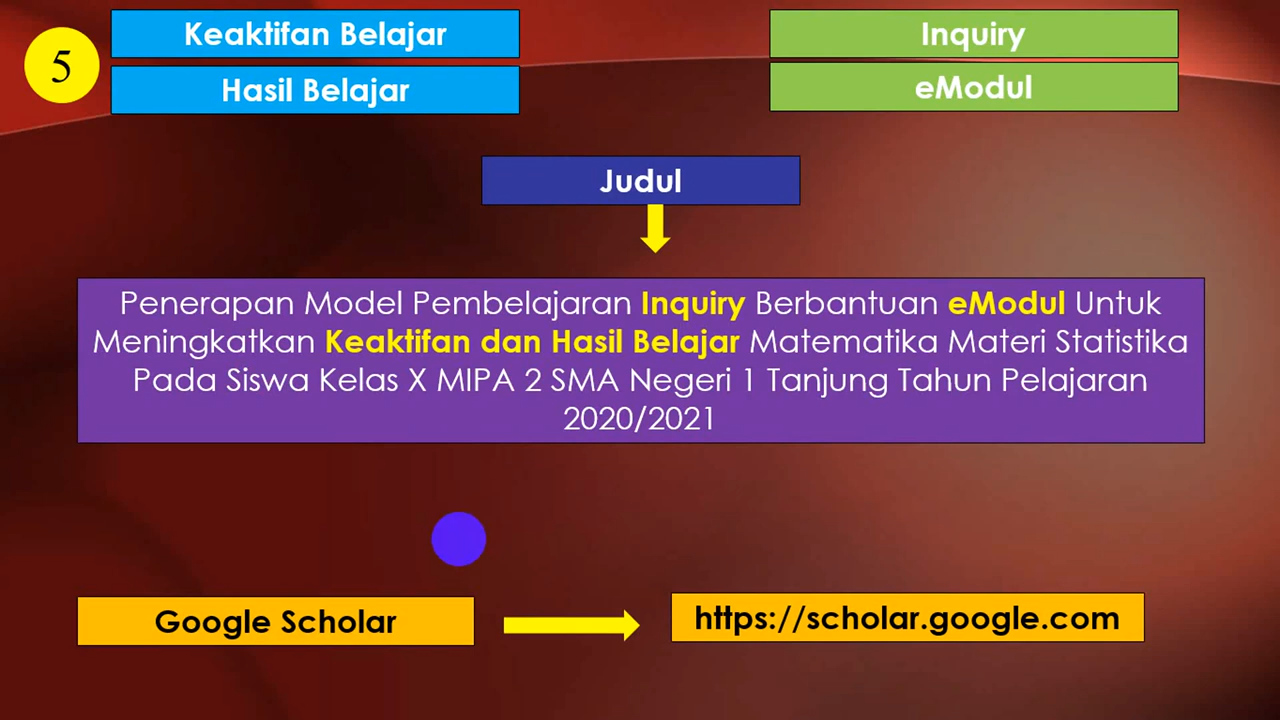 5
Keaktifan Belajar
Hasil Belajar
Inquiry
eModul
Judul
Penerapan Model Pembelajaran Inquiry Berbantuan eModul Untuk
Meningkatkan Keaktifan dan Hasil Belajar Matematika Materi Statistika
Pada Siswa Kelas X MIPA 2 SMA Negeri 1 Tanjung Tahun Pelajaran
2020/2021
Google Scholar
https://scholar.google.com